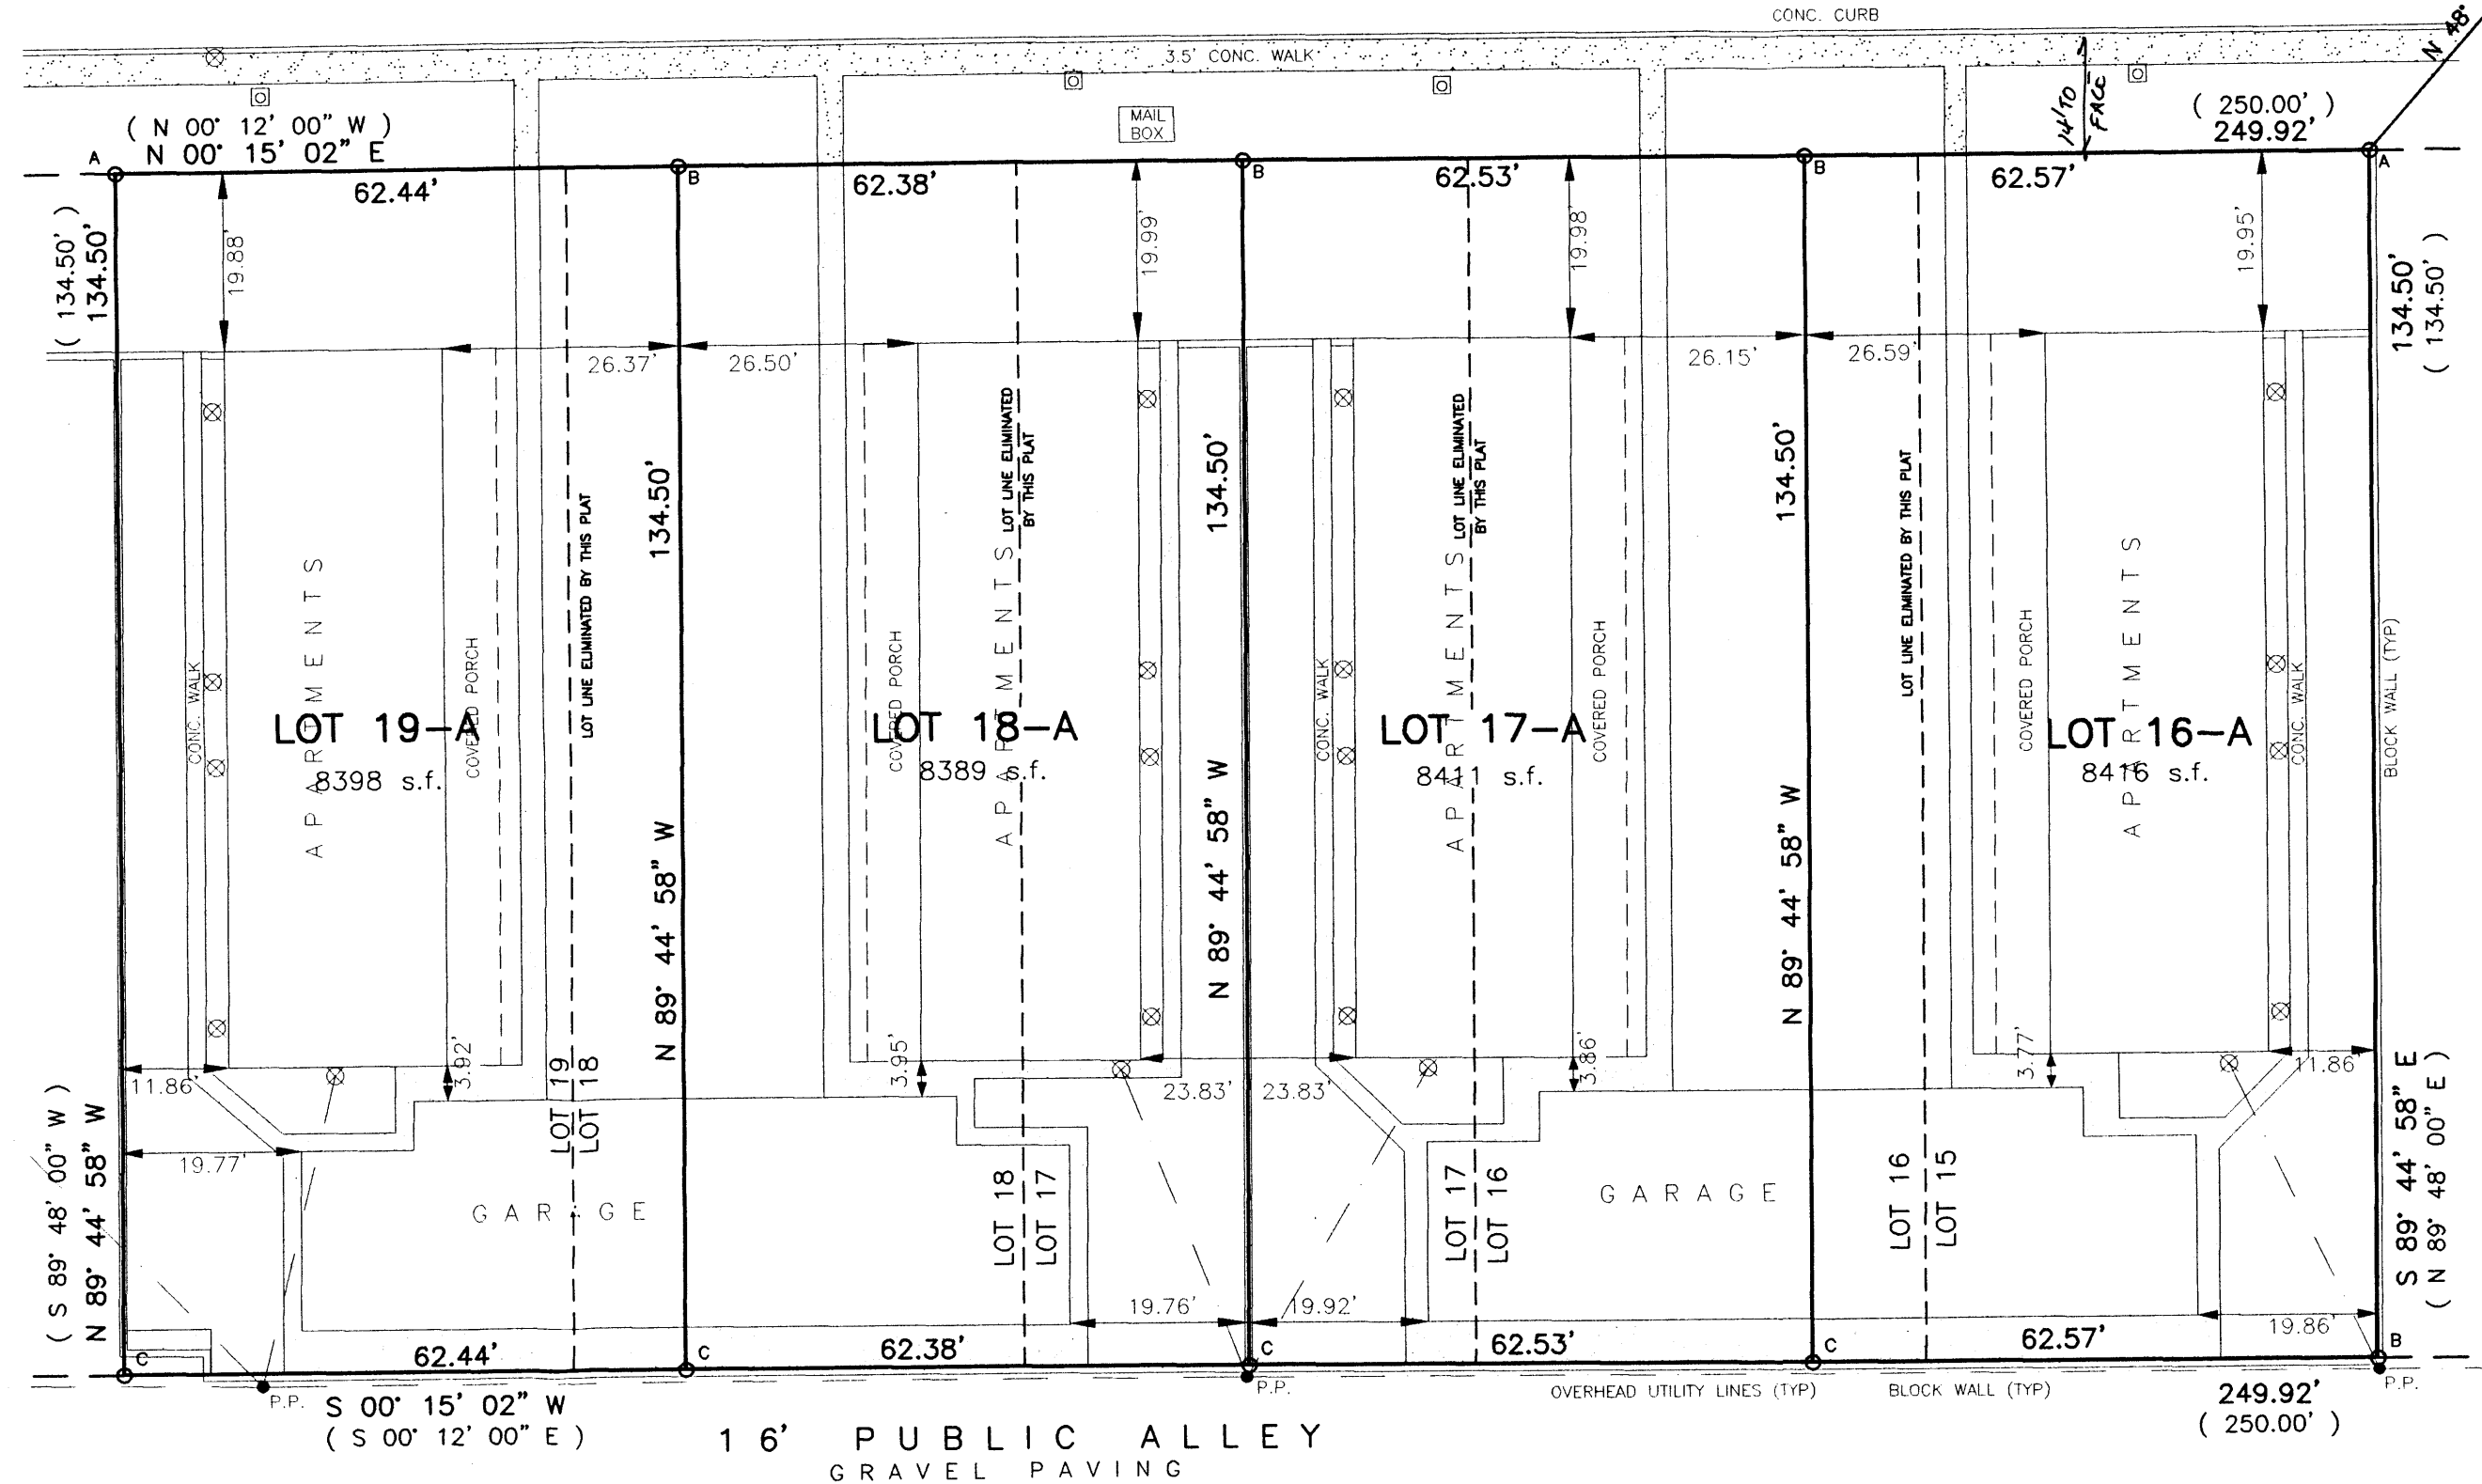 CONC. CURB
N 48°
3.5' CONC. WALK
14' TO
FACE
MAIL
BOX
( N 00° 12' 00" W )
N 00° 15' 02" E
( 250.00' )
249.92'
A
B
B
B
A
62.44'
62.38'
62.53'
62.57'
( 134.50' )
134.50'
19.88'
19.99'
19.98'
19.95'
134.50'
( 134.50' )
26.37'
26.50'
26.15'
26.59'
134.50'
134.50'
134.50'
LOT LINE ELIMINATED BY THIS PLAT
LOT LINE ELIMINATED
BY THIS PLAT
LOT LINE ELIMINATED
BY THIS PLAT
LOT LINE ELIMINATED BY THIS PLAT
APARTMENTS
APARTMENTS
APARTMENTS
APARTMENTS
CONC. WALK
COVERED PORCH
COVERED PORCH
CONC. WALK
COVERED PORCH
COVERED PORCH
CONC. WALK
BLOCK WALL (TYP)
LOT 19-A
8398 s.f.
LOT 18-A
8389 s.f.
LOT 17-A
8411 s.f.
LOT 16-A
8416 s.f.
N 89° 44' 58" W
N 89° 44' 58" W
N 89° 44' 58" W
11.86'
3.92'
3.95'
23.83'
23.83'
3.86'
3.77'
11.86'
( S 89° 48' 00" W )
N 89° 44' 58" W
19.77'
LOT 19
LOT 18
LOT 18
LOT 17
LOT 17
LOT 16
LOT 16
LOT 15
S 89° 44' 58" E
( N 89° 48' 00" E )
GARAGE
GARAGE
19.76'
19.92'
19.86'
C
62.44'
C
62.38'
C
62.53'
C
62.57'
B
P.P.
P.P.
P.P.
S 00° 15' 02" W
( S 00° 12' 00" E )
OVERHEAD UTILITY LINES (TYP)
BLOCK WALL (TYP)
249.92'
( 250.00' )
16' PUBLIC ALLEY
GRAVEL PAVING